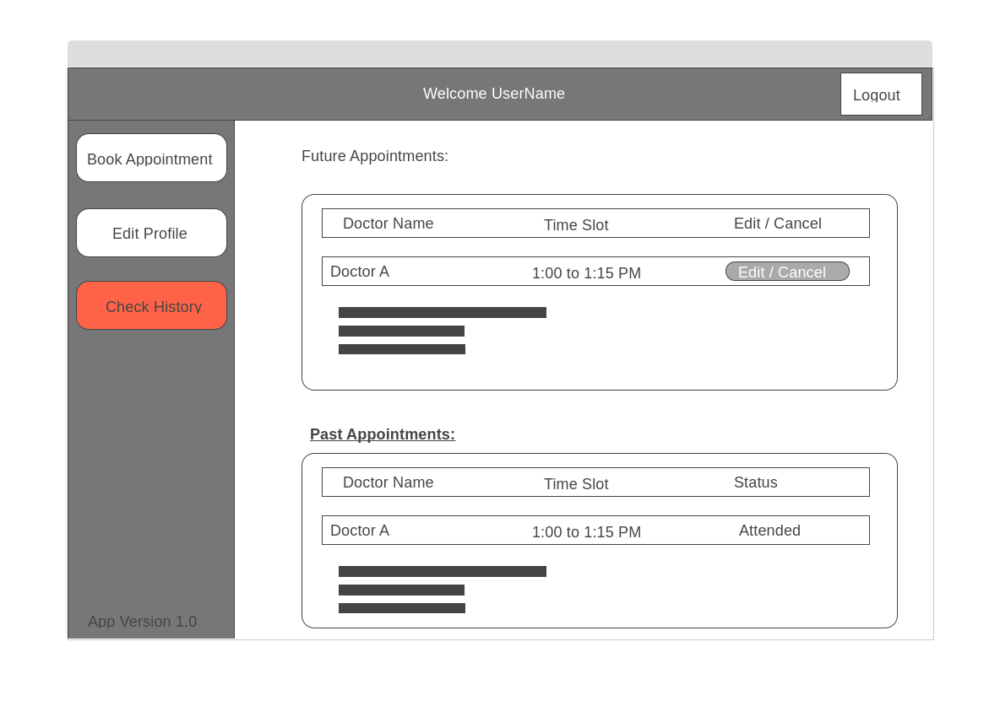 Welcome UserName
Logout
Book Appointment
Edit Profile
Check History
App Version 1.0
Future Appointments:
Doctor Name Time Slot Edit / Cancel
Doctor A 1:00 to 1:15 PM Edit / Cancel
Past Appointments:
Doctor Name Time Slot Status
Doctor A 1:00 to 1:15 PM Attended